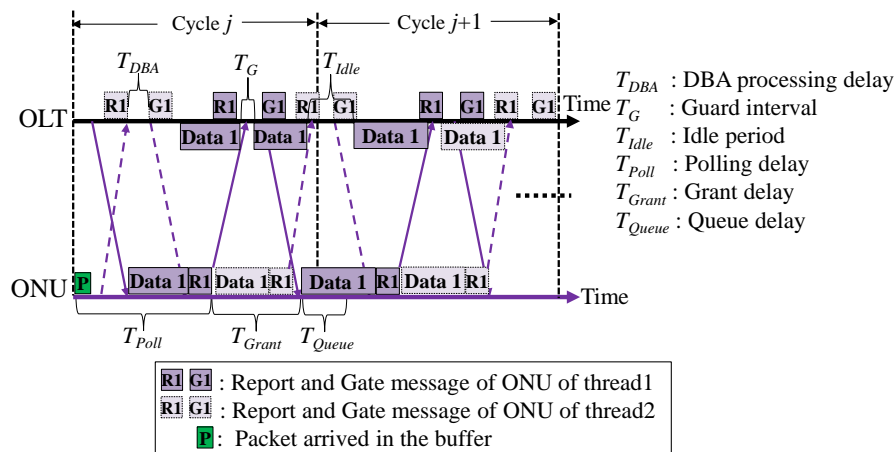 Cycle j
Cycle j+1
T_DBA
T_G
T_Idle
R1
G1
R1
G1
R1
G1
R1
G1
R1
G1
Time
OLT
Data 1
Data 1
Data 1
Data 1
T_DBA : DBA processing delay
T_G : Guard interval
T_Idle : Idle period
T_Poll : Polling delay
T_Grant : Grant delay
T_Queue : Queue delay
ONU
P
Data 1
R1
Data 1
R1
Data 1
R1
Data 1
R1
Time
T_Poll
T_Grant
T_Queue
R1 G1 : Report and Gate message of ONU of thread1
R1 G1 : Report and Gate message of ONU of thread2
P : Packet arrived in the buffer